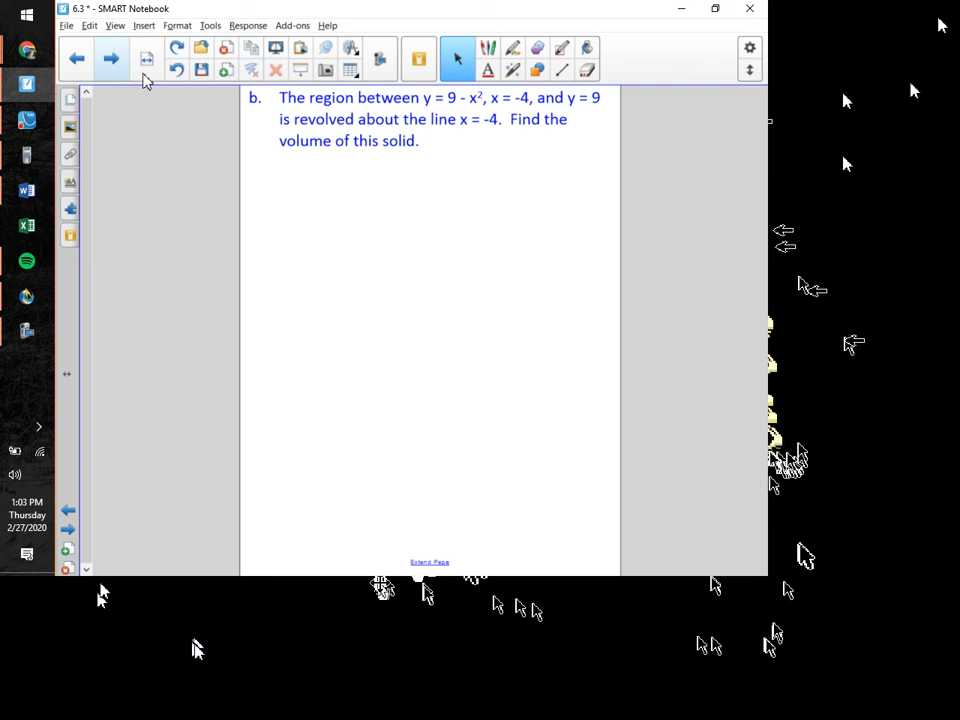 6.3 * - SMART Notebook
File Edit View Insert Format Tools Response Add-ons Help
b. The region between y = 9 - x², x = -4, and y = 9
is revolved about the line x = -4. Find the
volume of this solid.
1:03 PM
Thursday
2/27/2020
Extend Page